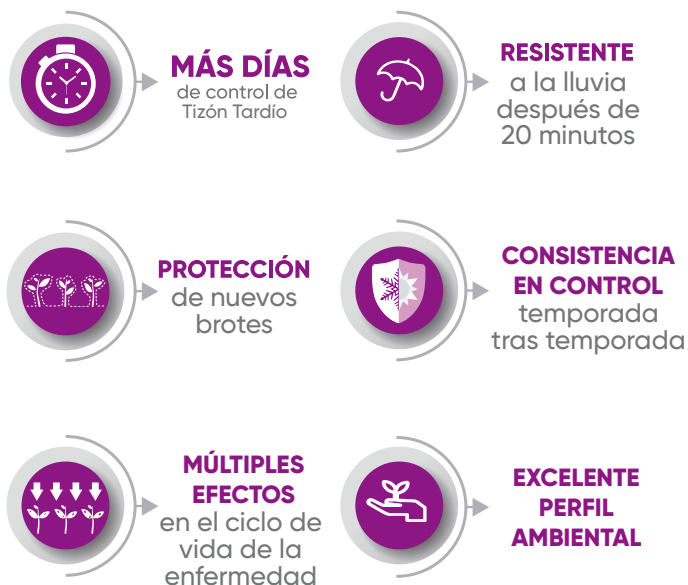 MÁS DÍAS
de control de
Tizón Tardío
RESISTENTE
a la lluvia
después de
20 minutos
PROTECCIÓN
de nuevos
brotes
CONSISTENCIA
EN CONTROL
temporada
tras temporada
MÚLTIPLES
EFECTOS
en el ciclo de
vida de la
enfermedad
EXCELENTE
PERFIL
AMBIENTAL